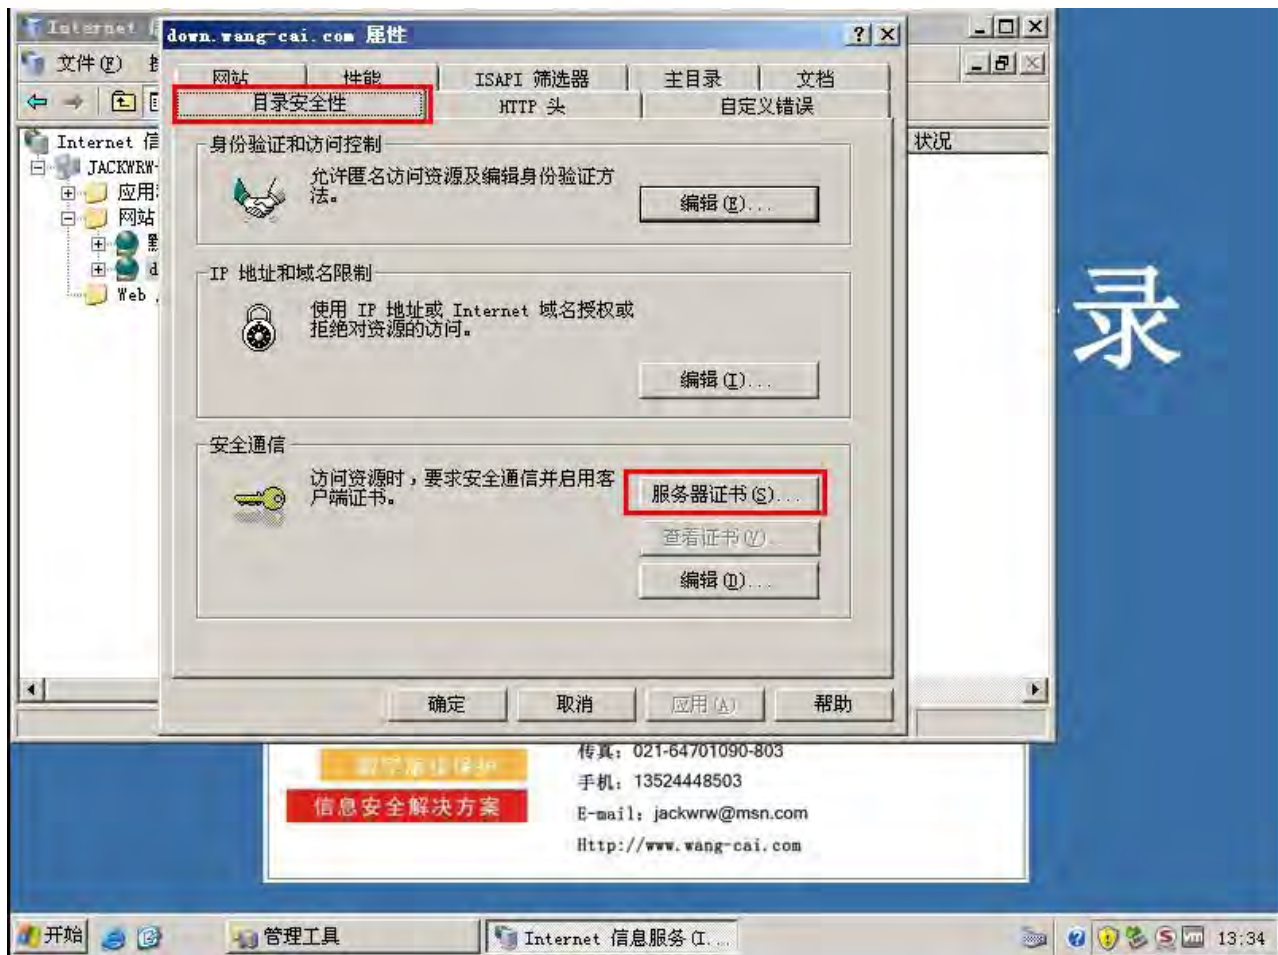 Internet
down.wang-cai.com 属性
文件(F)
网站
性能
ISAPI 筛选器
主目录
文档
目录安全性
HTTP 头
自定义错误
Internet 信
状况
JACKWRW-
应用
网站
d
Web
身份验证和访问控制
允许匿名访问资源及编辑身份验证方
法。
编辑(E)...
IP 地址和域名限制
使用 IP 地址或 Internet 域名授权或
拒绝对资源的访问。
编辑(I)...
安全通信
访问资源时，要求安全通信并启用客
户端证书。
服务器证书(S)...
查看证书(V)...
编辑(D)...
确定
取消
应用(A)
帮助
录
传真: 021-64701090-803
手机: 13524448503
信息安全解决方案
E-mail: jackwrw@msn.com
Http://www.wang-cai.com
开始
管理工具
Internet 信息服务(I...
13:34